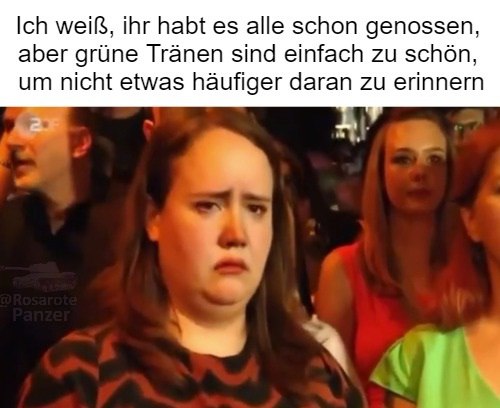 Ich weiß, ihr habt es alle schon genossen,
aber grüne Tränen sind einfach zu schön,
um nicht etwas häufiger daran zu erinnern
ZDF
@Rosarote
Panzer